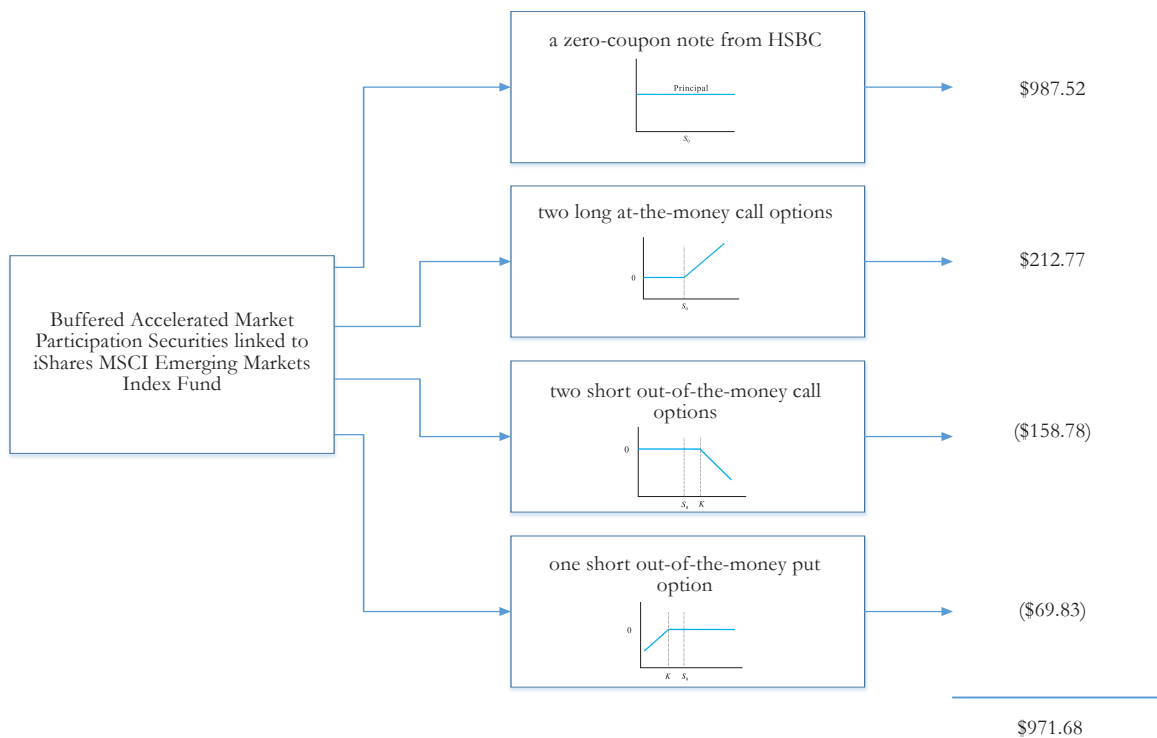 a zero-coupon note from HSBC
Principal
S₀
$987.52
two long at-the-money call options
0
S₀
$212.77
Buffered Accelerated Market
Participation Securities linked to
iShares MSCI Emerging Markets
Index Fund
two short out-of-the-money call
options
0
S₀ K
($158.78)
one short out-of-the-money put
option
0
K S₀
($69.83)
$971.68